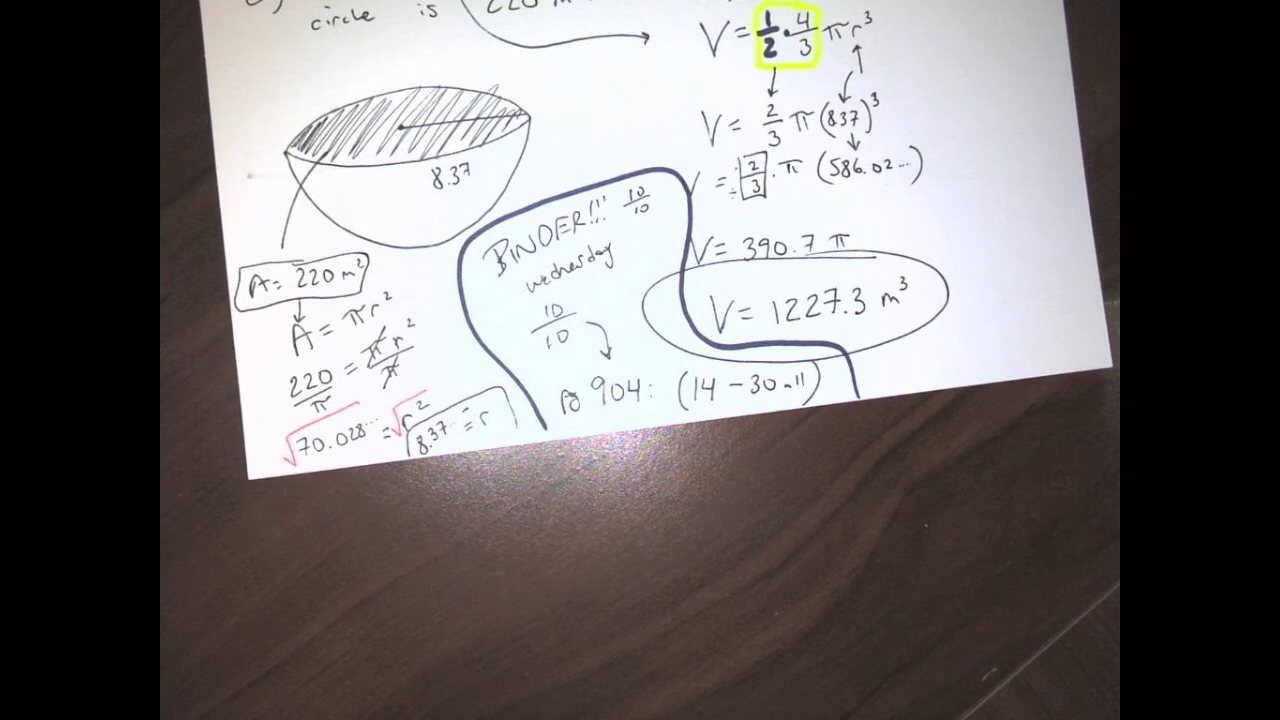 circle is 220 m
V = 1/2 · 4/3 πr³
V = 2/3 π(8.37)³
V = 2/3 · π (586.02...)
V = 390.7 π
V = 1227.3 m³
8.37
A = 220 m²
A = πr²
220/π = πr²/π
√70.028... = √r²
8.37... = r
BINDER!!! 10/10
wednesday
10/10
Pg 904: (14 - 30 all)